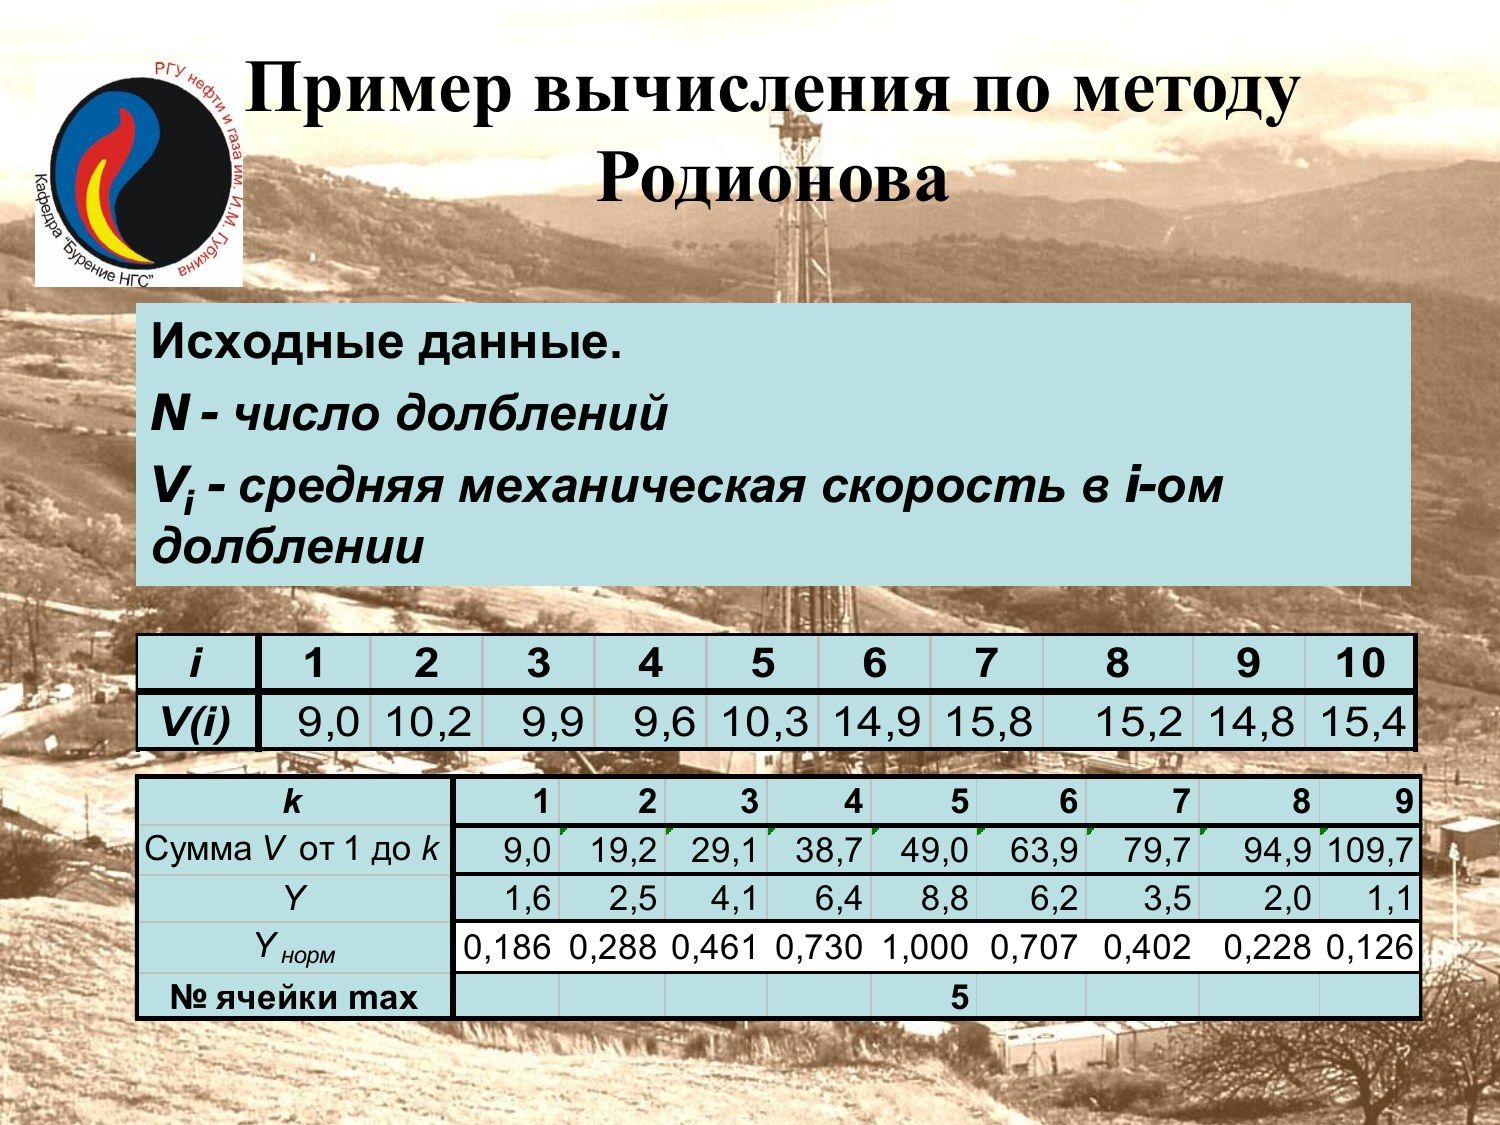 РГУ нефти и газа им. И.М. Губкина
Кафедра "Бурение НГС"
Пример вычисления по методу
Родионова
Исходные данные.
N - число долблений
Vi - средняя механическая скорость в i-ом
долблении
i 1 2 3 4 5 6 7 8 9 10
V(i) 9,0 10,2 9,9 9,6 10,3 14,9 15,8 15,2 14,8 15,4
k 1 2 3 4 5 6 7 8 9
Сумма V от 1 до k 9,0 19,2 29,1 38,7 49,0 63,9 79,7 94,9 109,7
Y 1,6 2,5 4,1 6,4 8,8 6,2 3,5 2,0 1,1
Y норм 0,186 0,288 0,461 0,730 1,000 0,707 0,402 0,228 0,126
№ ячейки max 5